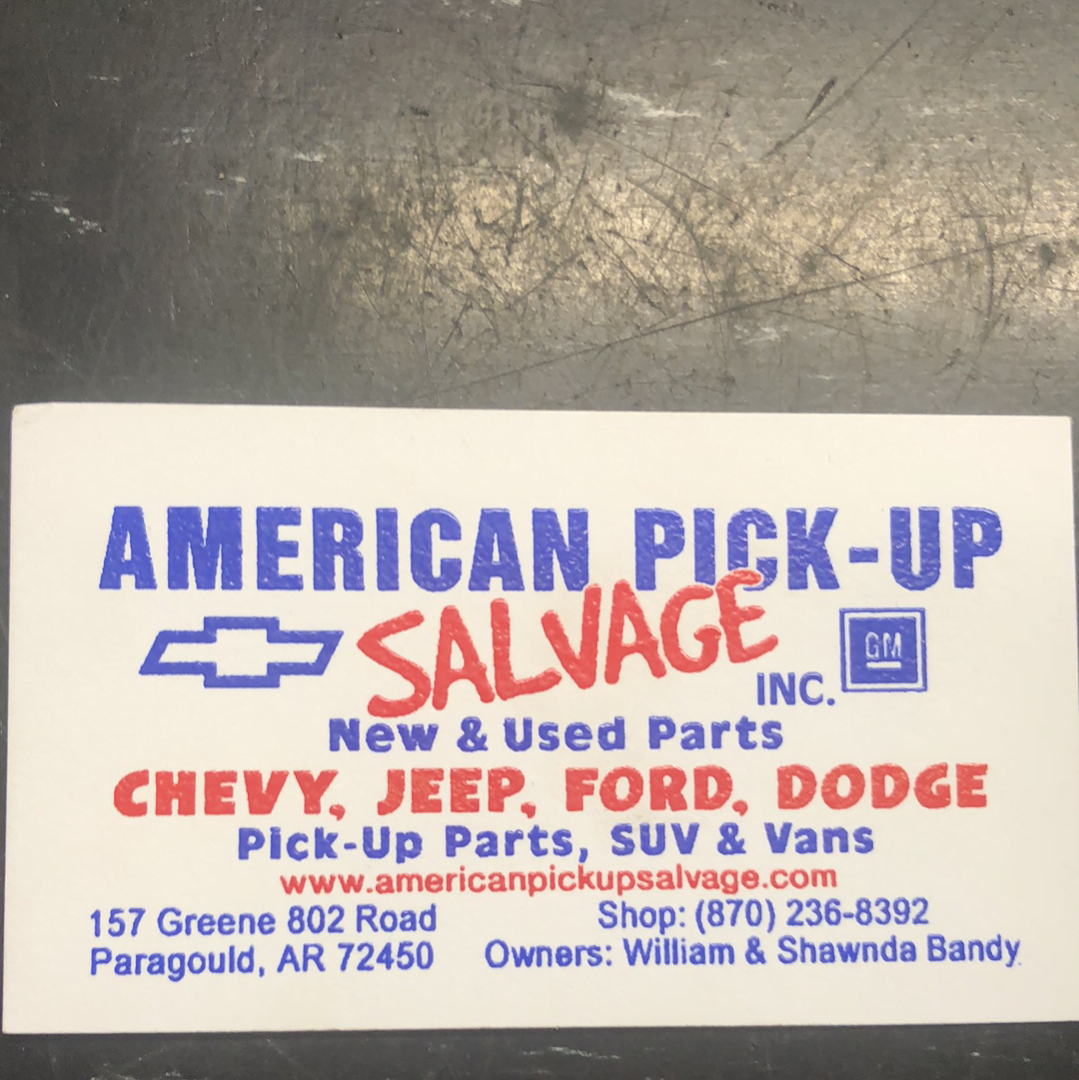 AMERICAN PICK-UP
SALVAGE
INC.
GM
New & Used Parts
CHEVY, JEEP, FORD, DODGE
Pick-Up Parts, SUV & Vans
www.americanpickupsalvage.com
157 Greene 802 Road
Shop: (870) 236-8392
Paragould, AR 72450
Owners: William & Shawnda Bandy